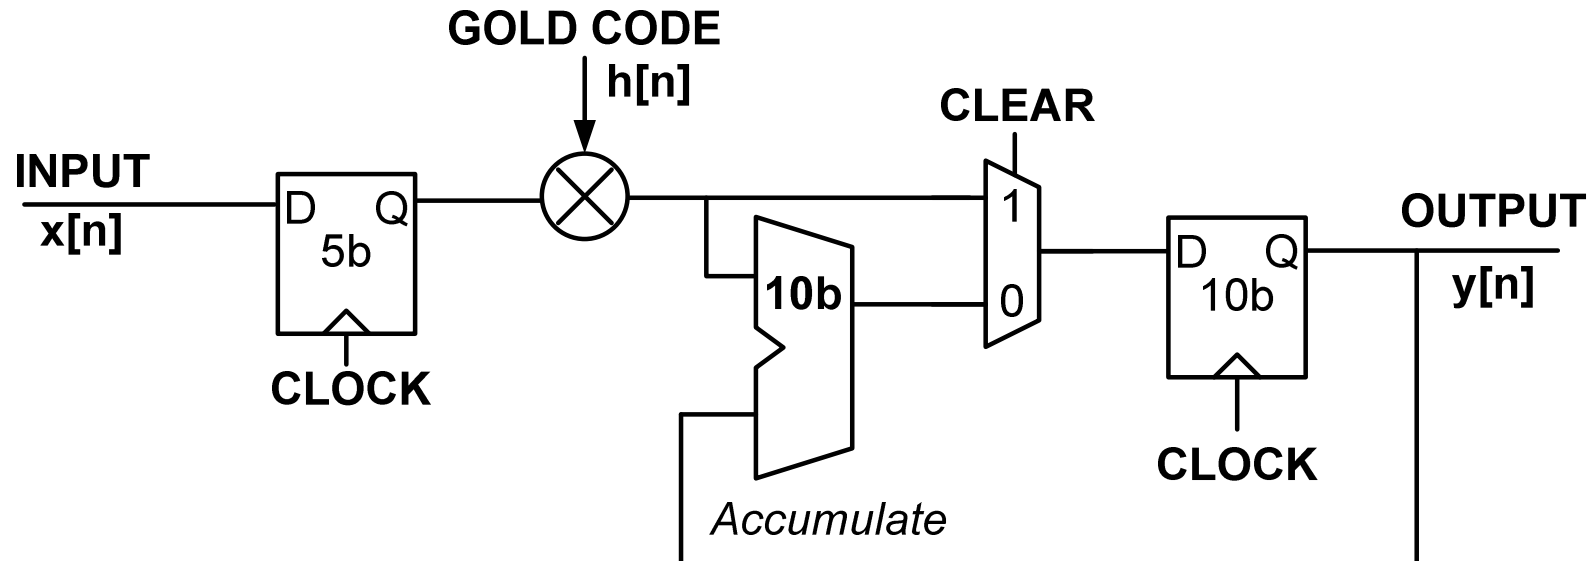 GOLD CODE
h[n]
CLEAR
INPUT
x[n]
D Q
5b
CLOCK
10b
1
0
OUTPUT
y[n]
D Q
10b
CLOCK
Accumulate